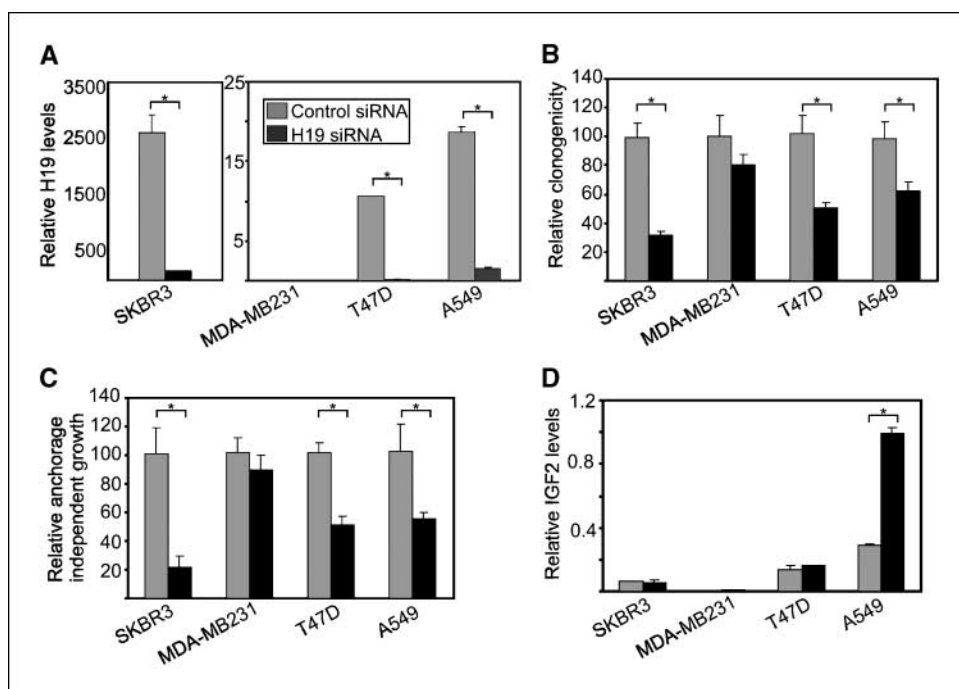 A
Relative H19 levels
3500
2500
1500
500
*
SKBR3
25
15
5
Control siRNA
H19 siRNA
*
*
MDA-MB231
T47D
A549
B
Relative clonogenicity
140
120
100
80
60
40
20
*
*
*
SKBR3
MDA-MB231
T47D
A549
C
Relative anchorage
independent growth
140
120
100
80
60
40
20
*
*
*
SKBR3
MDA-MB231
T47D
A549
D
Relative IGF2 levels
1.2
0.8
0.4
*
SKBR3
MDA-MB231
T47D
A549